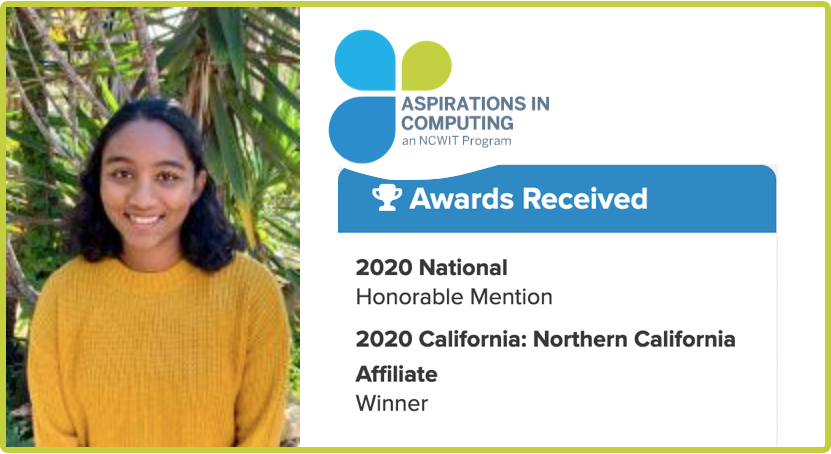 ASPIRATIONS IN
COMPUTING
an NCWIT Program
Awards Received
2020 National
Honorable Mention
2020 California: Northern California
Affiliate
Winner